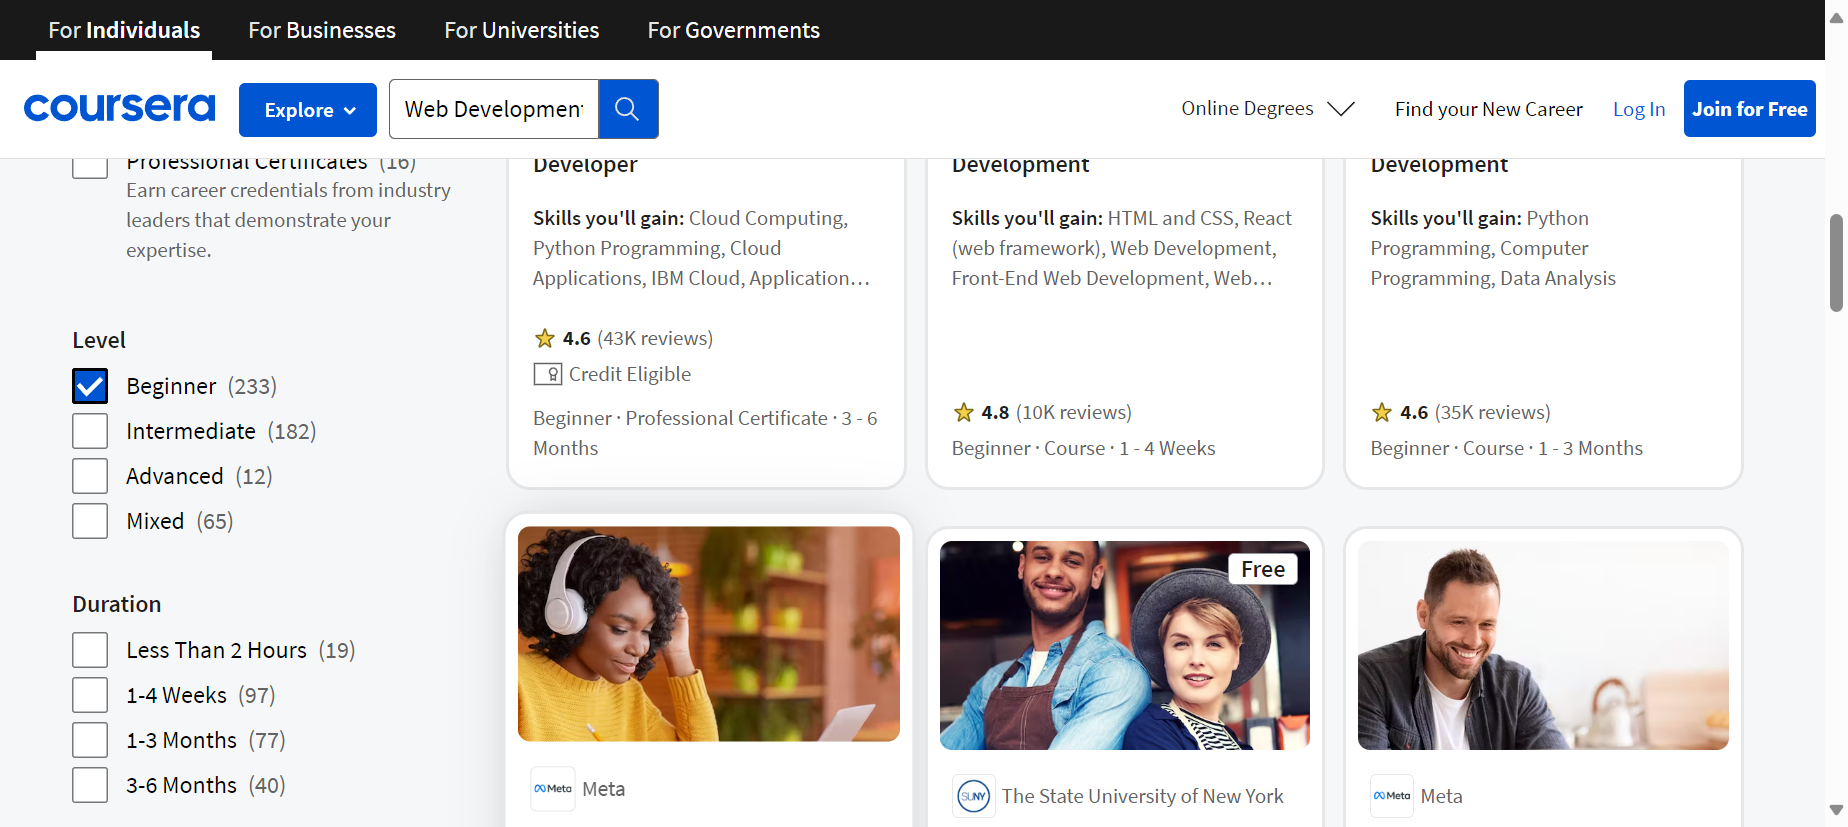 For Individuals
For Businesses
For Universities
For Governments
coursera
Explore
Web Development
Online Degrees
Find your New Career
Log In
Join for Free
Professional Certificates (16)
Earn career credentials from industry
leaders that demonstrate your
expertise.
Level
Beginner (233)
Intermediate (182)
Advanced (12)
Mixed (65)
Duration
Less Than 2 Hours (19)
1-4 Weeks (97)
1-3 Months (77)
3-6 Months (40)
Developer
Skills you'll gain: Cloud Computing,
Python Programming, Cloud
Applications, IBM Cloud, Application...
4.6 (43K reviews)
Credit Eligible
Beginner · Professional Certificate · 3 - 6
Months
Development
Skills you'll gain: HTML and CSS, React
(web framework), Web Development,
Front-End Web Development, Web...
4.8 (10K reviews)
Beginner · Course · 1 - 4 Weeks
Development
Skills you'll gain: Python
Programming, Computer
Programming, Data Analysis
4.6 (35K reviews)
Beginner · Course · 1 - 3 Months
Meta Meta
Free
SUNY The State University of New York
Meta Meta